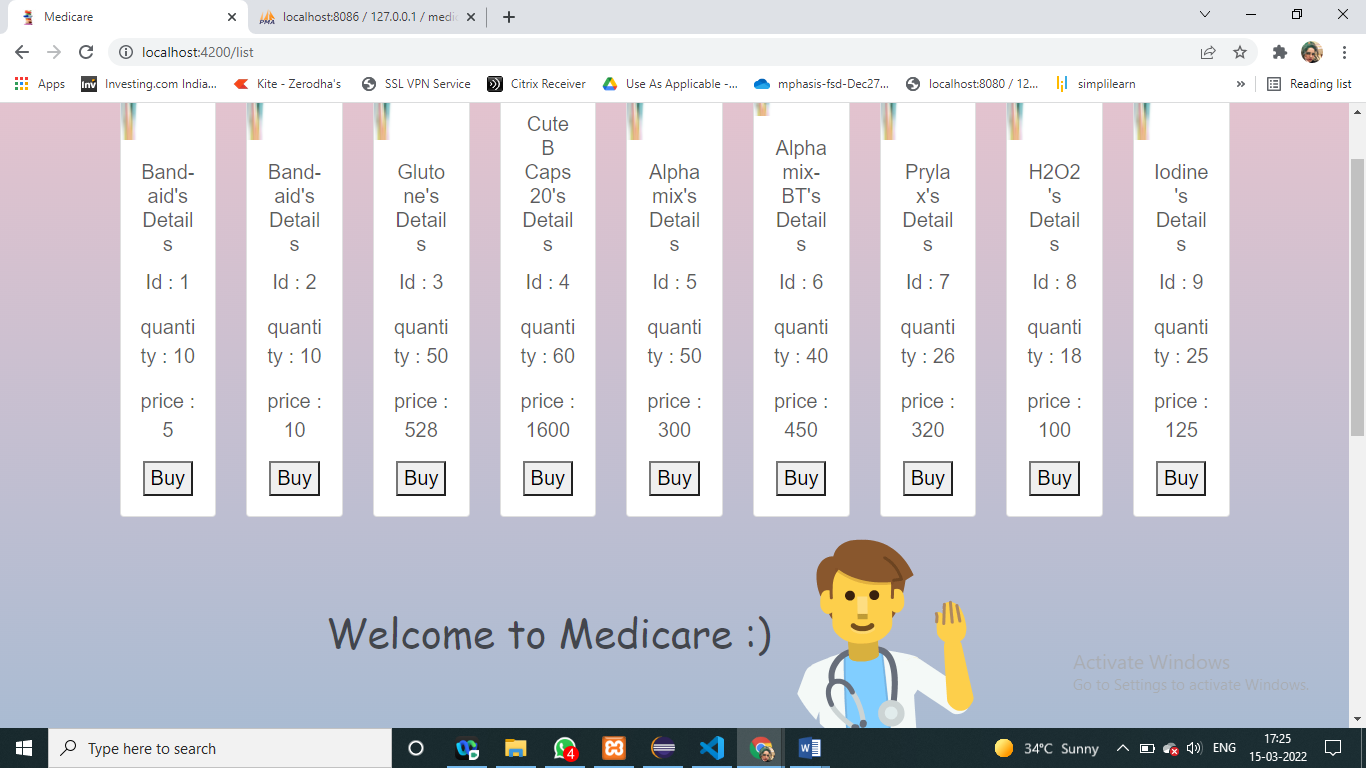 Medicare
localhost:8086 / 127.0.0.1 / medic
localhost:4200/list
Apps
inv
Investing.com India...
Kite - Zerodha's
SSL VPN Service
Citrix Receiver
Use As Applicable -...
mphasis-fsd-Dec27...
localhost:8080 / 12...
simplilearn
»
Reading list
Band-
aid's
Detail
s
Id : 1
quanti
ty : 10
price :
5
Buy
Band-
aid's
Detail
s
Id : 2
quanti
ty : 10
price :
10
Buy
Gluto
ne's
Detail
s
Id : 3
quanti
ty : 50
price :
528
Buy
Cute
B
Caps
20's
Detail
s
Id : 4
quanti
ty : 60
price :
1600
Buy
Alpha
mix's
Detail
s
Id : 5
quanti
ty : 50
price :
300
Buy
Alpha
mix-
BT's
Detail
s
Id : 6
quanti
ty : 40
price :
450
Buy
Pryla
x's
Detail
s
Id : 7
quanti
ty : 26
price :
320
Buy
H2O2
's
Detail
s
Id : 8
quanti
ty : 18
price :
100
Buy
Iodine
's
Detail
s
Id : 9
quanti
ty : 25
price :
125
Buy
Welcome to Medicare :)
Activate Windows
Go to Settings to activate Windows.
Type here to search
4
34°C Sunny
ENG
17:25
15-03-2022